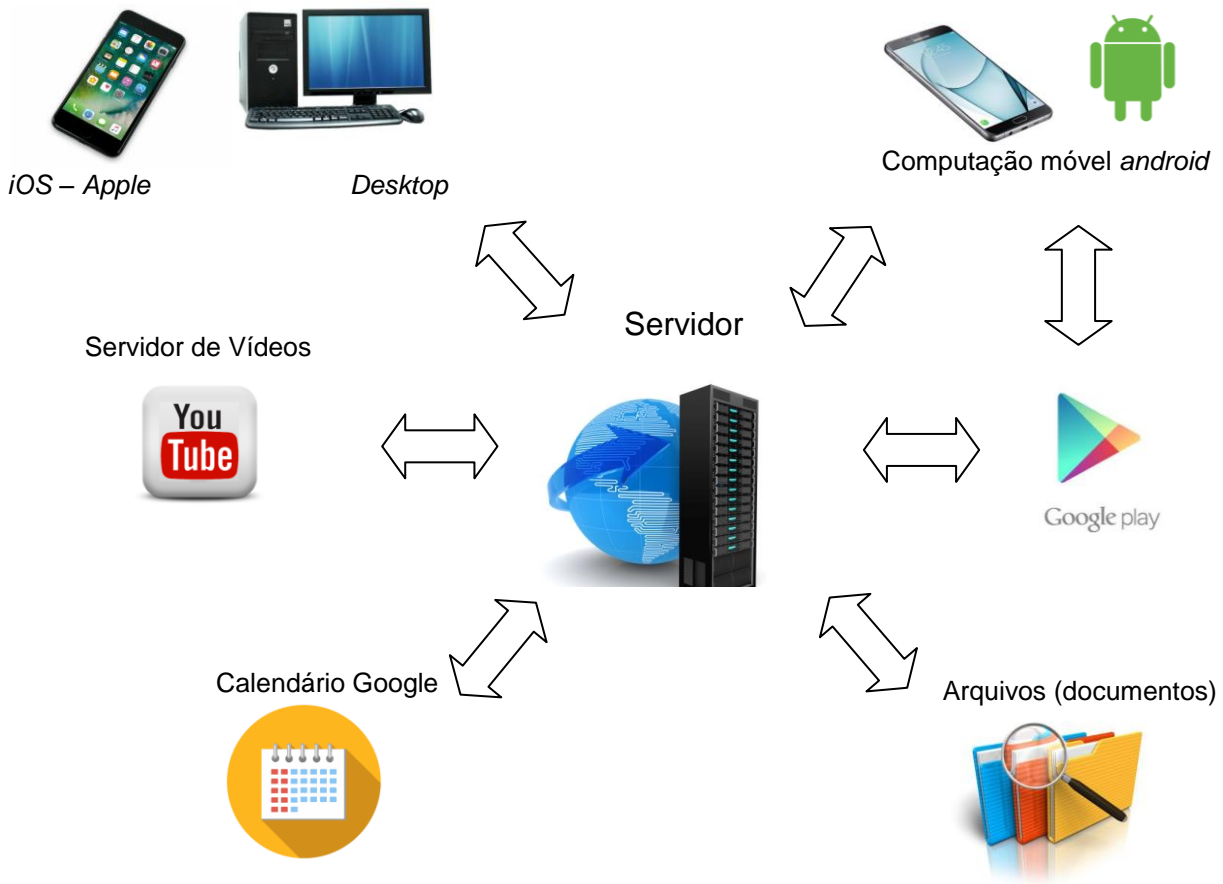 Computação móvel android
iOS – Apple
Desktop
Servidor
Servidor de Vídeos
You
Tube
Google play
Calendário Google
Arquivos (documentos)